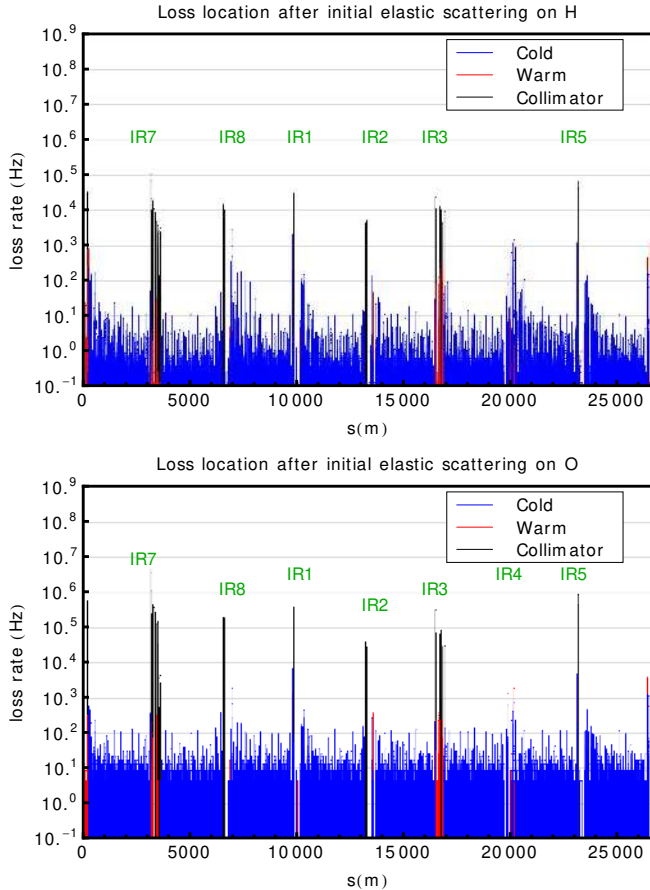 Loss location after initial elastic scattering on H
10.⁹
10.⁸
10.⁷
10.⁶
10.⁵
10.⁴
10.³
10.²
10.¹
10.⁰
10.⁻¹
loss rate (Hz)
Cold
Warm
Collimator
IR7
IR8
IR1
IR2
IR3
IR5
0 5000 10000 15000 20000 25000
s(m)
Loss location after initial elastic scattering on O
10.⁹
10.⁸
10.⁷
10.⁶
10.⁵
10.⁴
10.³
10.²
10.¹
10.⁰
10.⁻¹
loss rate (Hz)
Cold
Warm
Collimator
IR7
IR8
IR1
IR2
IR3
IR4
IR5
0 5000 10000 15000 20000 25000
s(m)